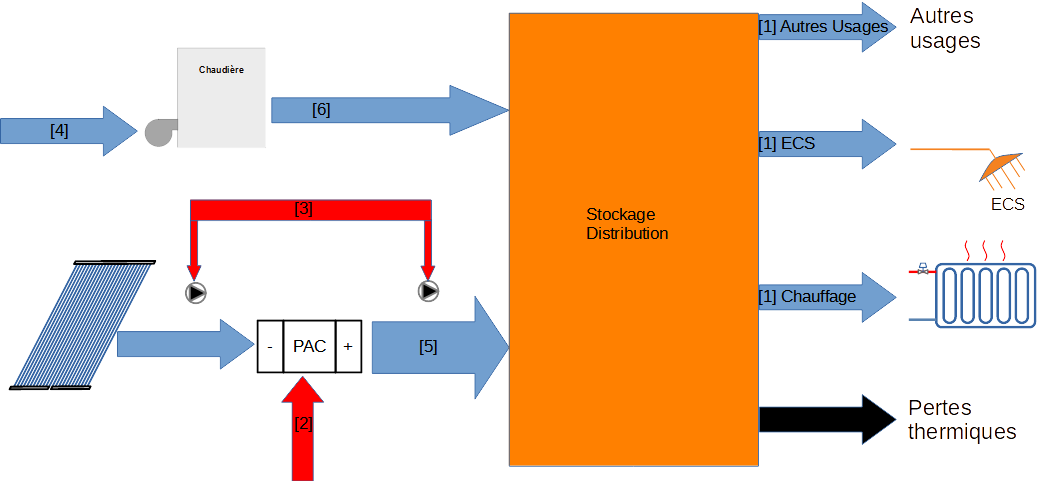 [1] Autres Usages
Autres
usages
Chaudière
[6]
[4]
[1] ECS
ECS
[3]
Stockage
Distribution
[1] Chauffage
- PAC +
[5]
[2]
Pertes
thermiques